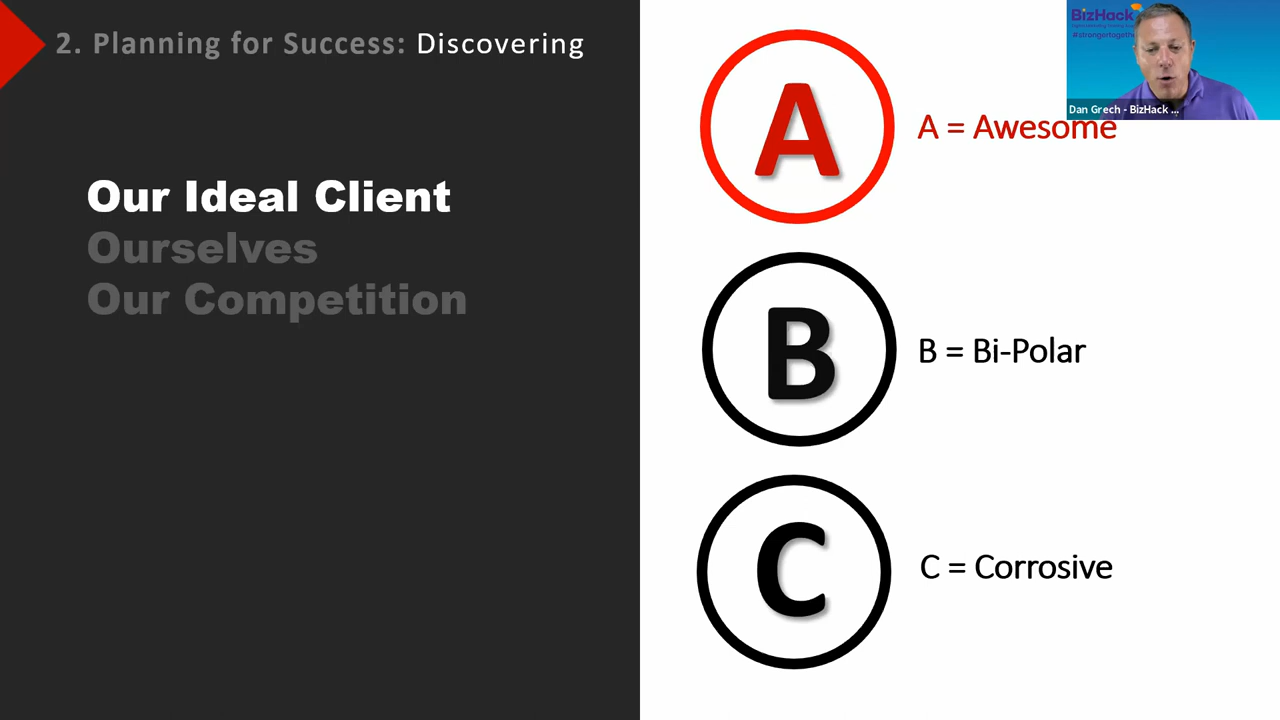 2. Planning for Success: Discovering
Our Ideal Client
Ourselves
Our Competition
A
A = Awesome
B
B = Bi-Polar
C
C = Corrosive
BizHack
#strongertogethe
Dan Grech - BizHack ...